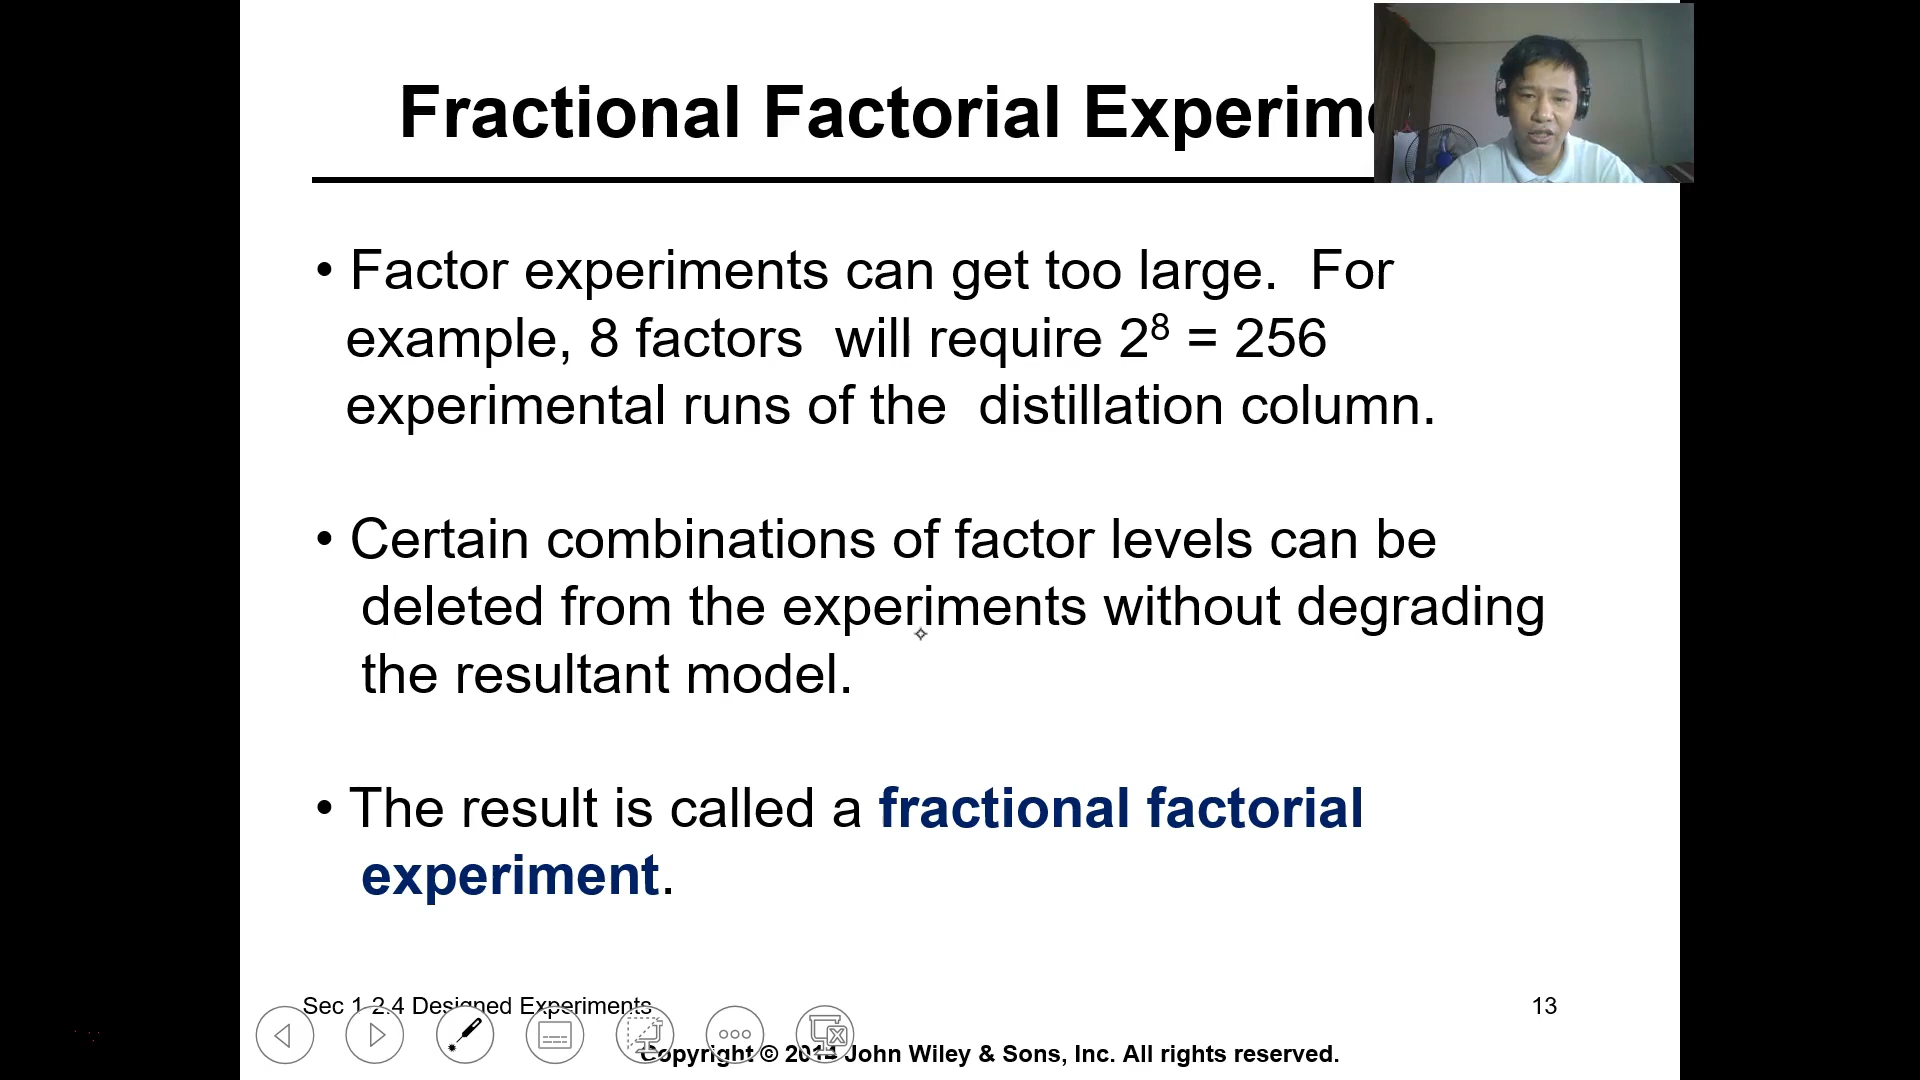 Fractional Factorial Experim
• Factor experiments can get too large. For
example, 8 factors will require 2⁸ = 256
experimental runs of the distillation column.
• Certain combinations of factor levels can be
deleted from the experiments without degrading
the resultant model.
• The result is called a fractional factorial
experiment.
Sec 1-2.4 Designed Experiments
13
Copyright © 2014 John Wiley & Sons, Inc. All rights reserved.